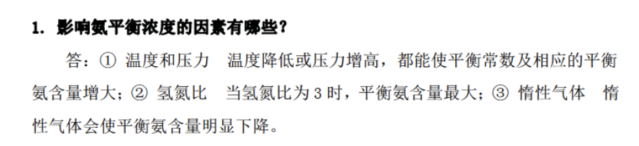 1. 影响氨平衡浓度的因素有哪些？
答：① 温度和压力 温度降低或压力增高，都能使平衡常数及相应的平衡
氨含量增大；② 氢氮比 当氢氮比为 3 时，平衡氨含量最大；③ 惰性气体 惰
性气体会使平衡氨含量明显下降。